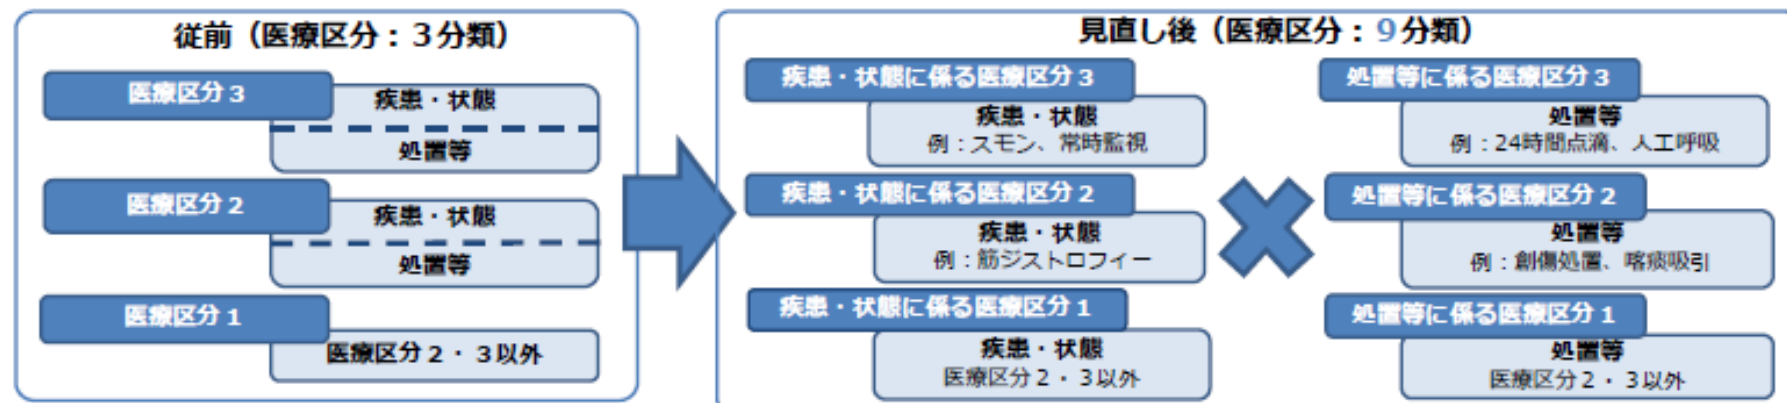 従前（医療区分：３分類）
医療区分３
疾患・状態
処置等
医療区分２
疾患・状態
処置等
医療区分１
医療区分２・３以外
見直し後（医療区分：９分類）
疾患・状態に係る医療区分３
疾患・状態
例：スモン、常時監視
疾患・状態に係る医療区分２
疾患・状態
例：筋ジストロフィー
疾患・状態に係る医療区分１
疾患・状態
医療区分２・３以外
処置等に係る医療区分３
処置等
例：24時間点滴、人工呼吸
処置等に係る医療区分２
処置等
例：創傷処置、喀痰吸引
処置等に係る医療区分１
処置等
医療区分２・３以外